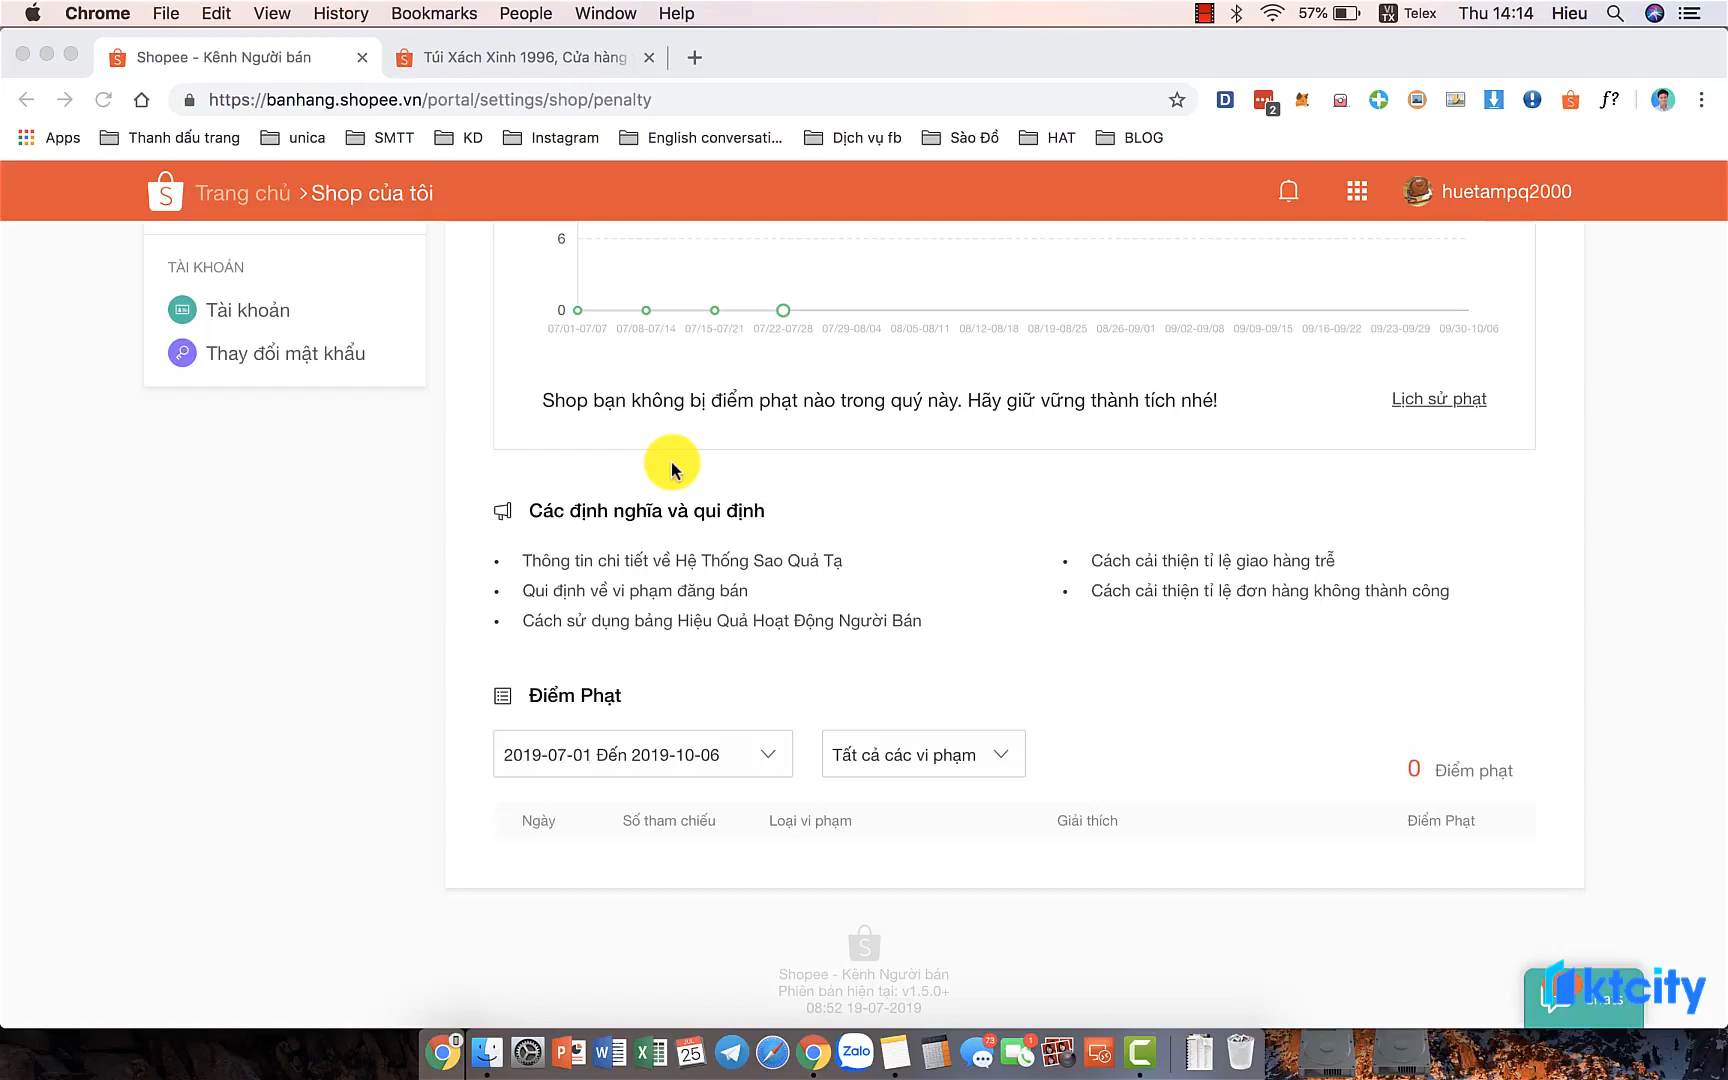 Chrome File Edit View History Bookmarks People Window Help 57% VI TX Telex Thu 14:14 Hieu
Shopee - Kênh Người bán Túi Xách Xinh 1996, Cửa hàng
https://banhang.shopee.vn/portal/settings/shop/penalty D 2 f?
Apps Thanh dấu trang unica SMTT KD Instagram English conversati... Dịch vụ fb Sào Đồ HAT BLOG
S Trang chủ > Shop của tôi huetampq2000
6
TÀI KHOẢN
Tài khoản
Thay đổi mật khẩu
0
07/01-07/07 07/08-07/14 07/15-07/21 07/22-07/28 07/29-08/04 08/05-08/11 08/12-08/18 08/19-08/25 08/26-09/01 09/02-09/08 09/09-09/15 09/16-09/22 09/23-09/29 09/30-10/06
Shop bạn không bị điểm phạt nào trong quý này. Hãy giữ vững thành tích nhé! Lịch sử phạt
Các định nghĩa và qui định
• Thông tin chi tiết về Hệ Thống Sao Quả Tạ
• Qui định về vi phạm đăng bán
• Cách sử dụng bảng Hiệu Quả Hoạt Động Người Bán
• Cách cải thiện tỉ lệ giao hàng trễ
• Cách cải thiện tỉ lệ đơn hàng không thành công
Điểm Phạt
2019-07-01 Đến 2019-10-06 Tất cả các vi phạm
0 Điểm phạt
Ngày Số tham chiếu Loại vi phạm Giải thích Điểm Phạt
S
Shopee - Kênh Người bán
Phiên bản hiện tại: v1.5.0+
08:52 19-07-2019
ktcity
JUL 25 Zalo 73 1